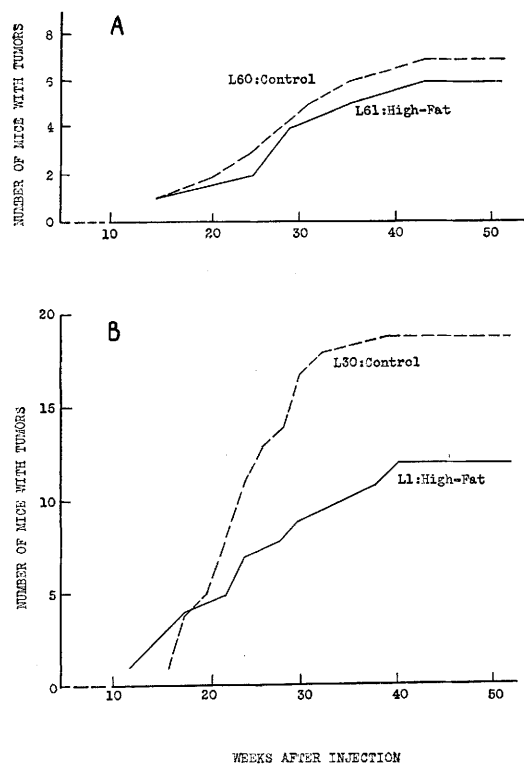 A
NUMBER OF MICE WITH TUMORS
8
6
4
2
0
L60:Control
L61:High-Fat
10 20 30 40 50
B
NUMBER OF MICE WITH TUMORS
20
15
10
5
0
L30:Control
L1:High-Fat
10 20 30 40 50
WEEKS AFTER INJECTION